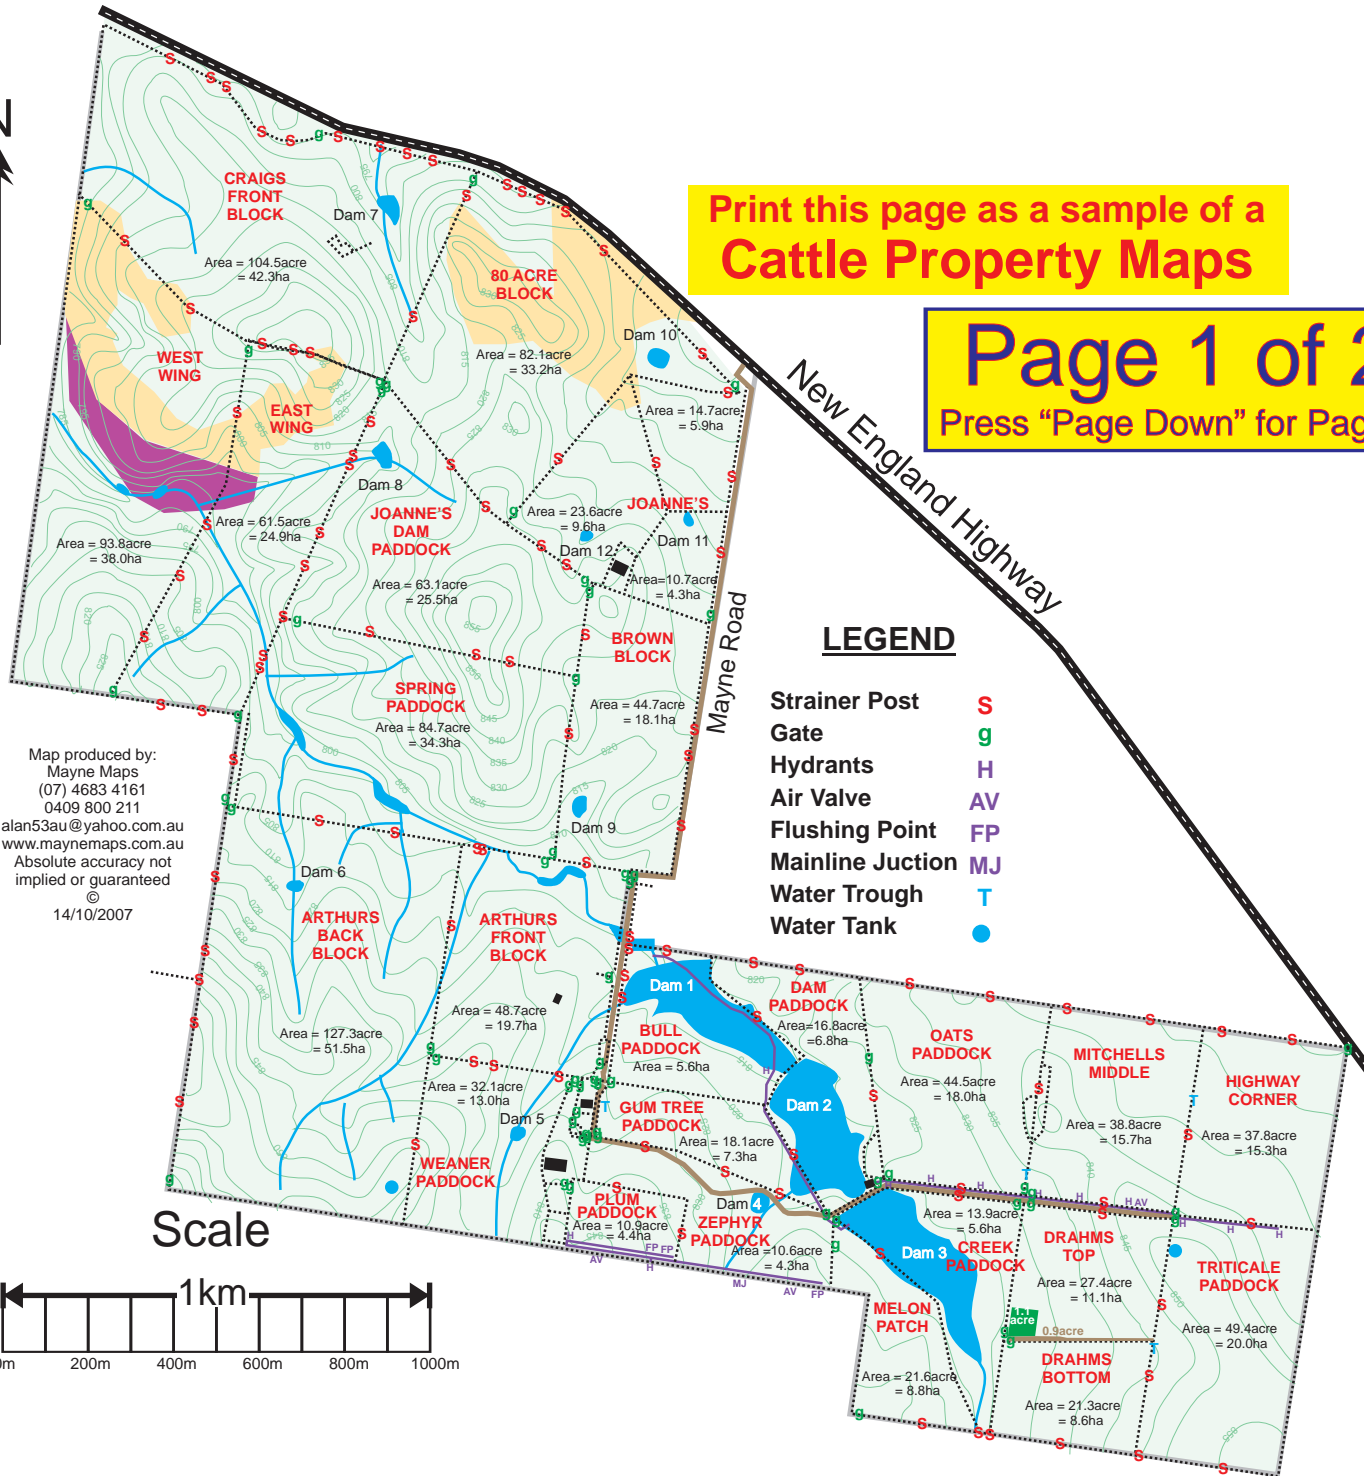 N
Print this page as a sample of a
Cattle Property Maps
Page 1 of 2
Press “Page Down” for Pag
New England Highway
Mayne Road
CRAIGS
FRONT
BLOCK
Dam 7
Area = 104.5acre
= 42.3ha
80 ACRE
BLOCK
Dam 10
Area = 82.1acre
= 33.2ha
WEST
WING
EAST
WING
Area = 14.7acre
= 5.9ha
Dam 8
JOANNE'S
DAM
PADDOCK
Area = 23.6acre
= 9.6ha
JOANNE'S
Dam 11
Dam 12
Area = 61.5acre
= 24.9ha
Area = 93.8acre
= 38.0ha
Area = 63.1acre
= 25.5ha
Area=10.7acre
= 4.3ha
BROWN
BLOCK
SPRING
PADDOCK
Area = 84.7acre
= 34.3ha
Area = 44.7acre
= 18.1ha
Dam 9
LEGEND
Strainer Post S
Gate g
Hydrants H
Air Valve AV
Flushing Point FP
Mainline Juction MJ
Water Trough T
Water Tank
Map produced by:
Mayne Maps
(07) 4683 4161
0409 800 211
alan53au@yahoo.com.au
www.maynemaps.com.au
Absolute accuracy not
implied or guaranteed
©
14/10/2007
Dam 6
ARTHURS
BACK
BLOCK
Area = 127.3acre
= 51.5ha
ARTHURS
FRONT
BLOCK
Area = 48.7acre
= 19.7ha
Dam 1
DAM
PADDOCK
Area=16.8acre
=6.8ha
BULL
PADDOCK
Area = 5.6ha
OATS
PADDOCK
Area = 44.5acre
= 18.0ha
MITCHELLS
MIDDLE
Area = 38.8acre
= 15.7ha
HIGHWAY
CORNER
Area = 37.8acre
= 15.3ha
Area = 32.1acre
= 13.0ha
Dam 5
WEANER
PADDOCK
GUM TREE
PADDOCK
Area = 18.1acre
= 7.3ha
Dam 2
PLUM
PADDOCK
Area = 10.9acre
= 4.4ha
Dam 4
ZEPHYR
PADDOCK
Area =10.6acre
= 4.3ha
Area = 13.9acre
= 5.6ha
Dam 3
CREEK
PADDOCK
DRAHMS
TOP
Area = 27.4acre
= 11.1ha
TRITICALE
PADDOCK
Area = 49.4acre
= 20.0ha
MELON
PATCH
Area = 21.6acre
= 8.8ha
1.1
acre
0.9acre
DRAHMS
BOTTOM
Area = 21.3acre
= 8.6ha
Scale
1km
0m 200m 400m 600m 800m 1000m